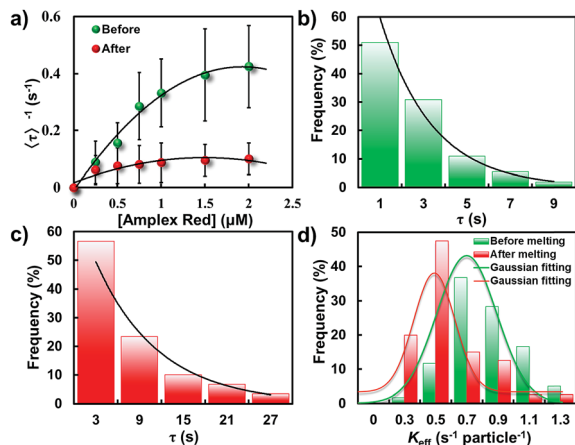 a)
Before
After
⟨τ⟩ -1 (s-1)
0.6
0.4
0.2
0
0 0.5 1 1.5 2 2.5
[Amplex Red] (μM)
b)
Frequency (%)
60
50
40
30
20
10
0
1 3 5 7 9
τ (s)
c)
Frequency (%)
60
50
40
30
20
10
0
3 9 15 21 27
τ (s)
d)
Before melting
After melting
Gaussian fitting
Gaussian fitting
Frequency (%)
50
40
30
20
10
0
0 0.3 0.5 0.7 0.9 1.1 1.3
Keff (s-1 particle-1)